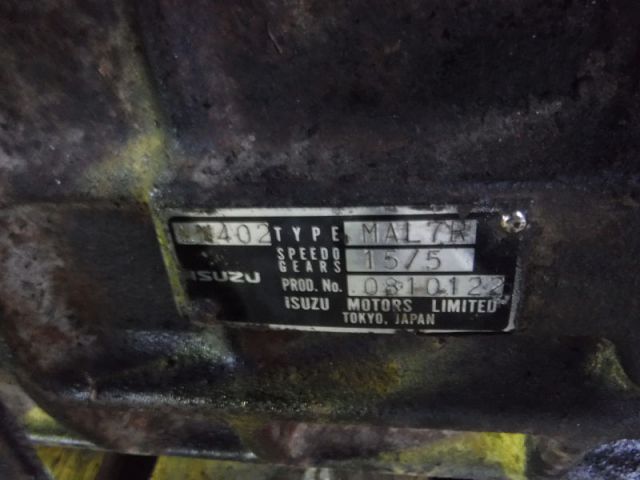 402 TYPE MAL7R
SPEEDO GEARS 15/5
ISUZU PROD. No. 0810122
ISUZU MOTORS LIMITED
TOKYO, JAPAN